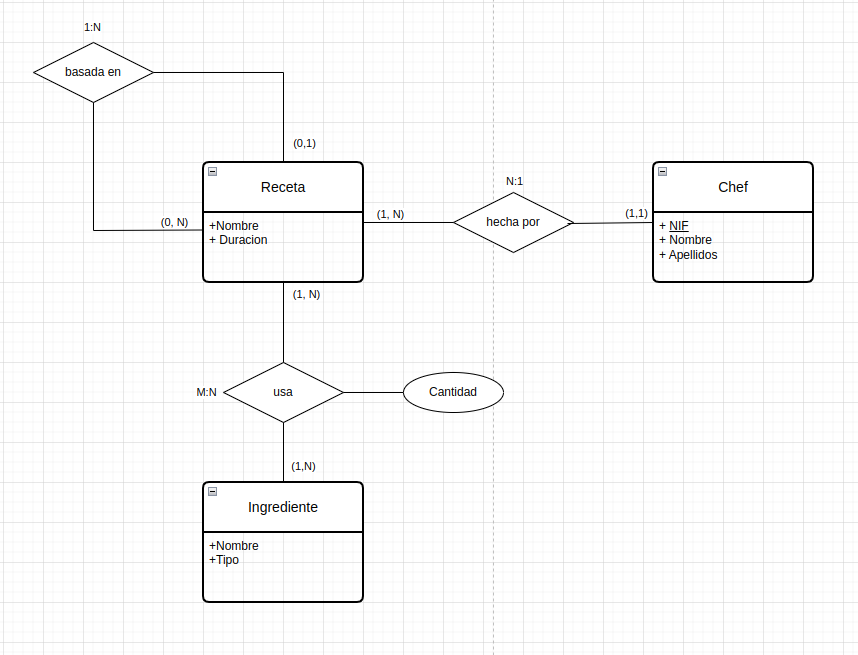 1:N
basada en
(0,1)
(0, N)
Receta
+Nombre
+ Duracion
(1, N)
N:1
hecha por
(1,1)
Chef
+ NIF
+ Nombre
+ Apellidos
(1, N)
M:N
usa
Cantidad
(1,N)
Ingrediente
+Nombre
+Tipo